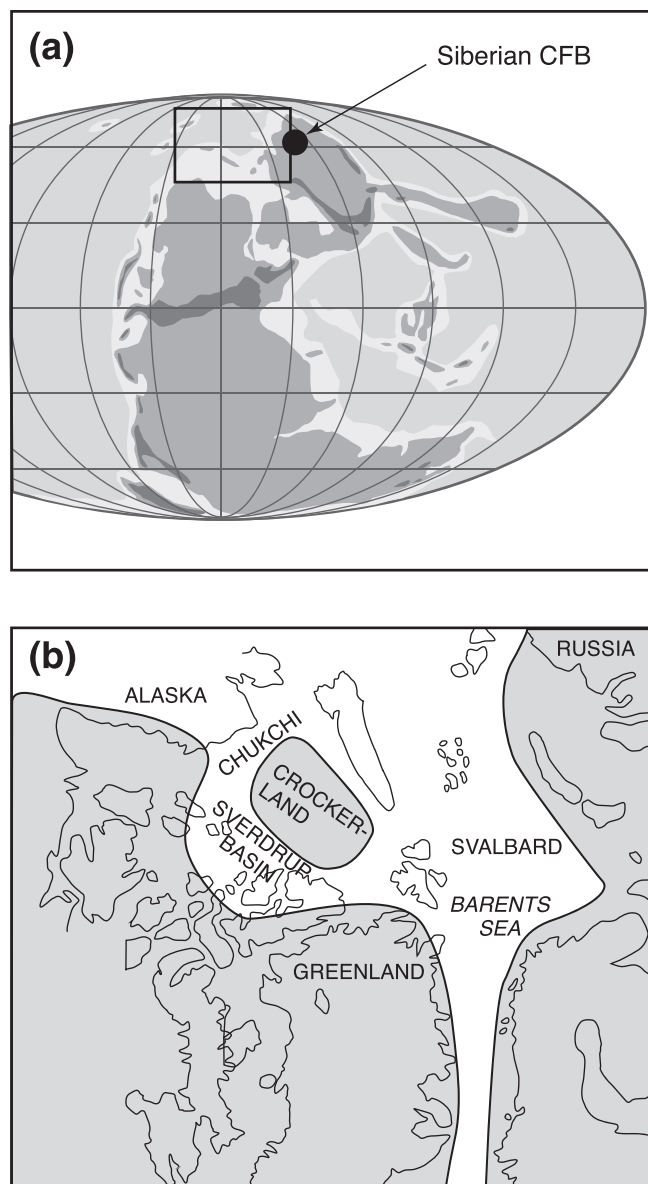 (a)
Siberian CFB
(b)
RUSSIA
ALASKA
CHUKCHI
CROCKER-
LAND
SVERDRUP
BASIN
SVALBARD
BARENTS
SEA
GREENLAND